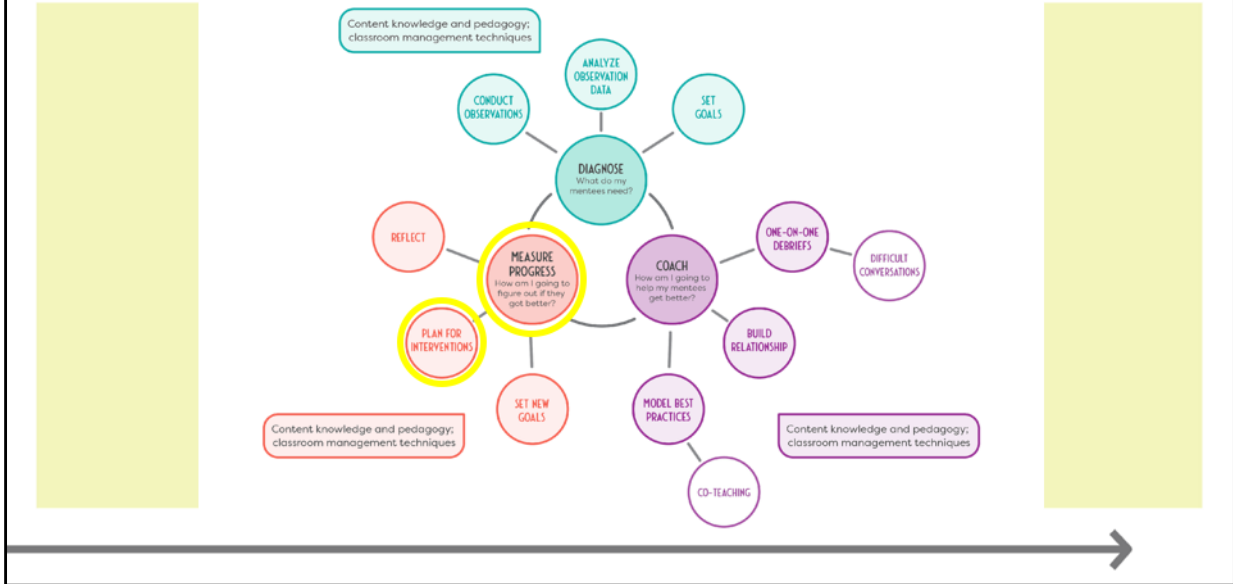 Content knowledge and pedagogy;
classroom management techniques
ANALYZE
OBSERVATION
DATA
CONDUCT
OBSERVATIONS
SET
GOALS
DIAGNOSE
What do my
mentees need?
REFLECT
MEASURE
PROGRESS
How am I going to
figure out if they
got better?
COACH
How am I going to
help my mentees
get better?
ONE-ON-ONE
DEBRIEFS
DIFFICULT
CONVERSATIONS
PLAN FOR
INTERVENTIONS
BUILD
RELATIONSHIP
SET NEW
GOALS
MODEL BEST
PRACTICES
Content knowledge and pedagogy;
classroom management techniques
Content knowledge and pedagogy;
classroom management techniques
CO-TEACHING